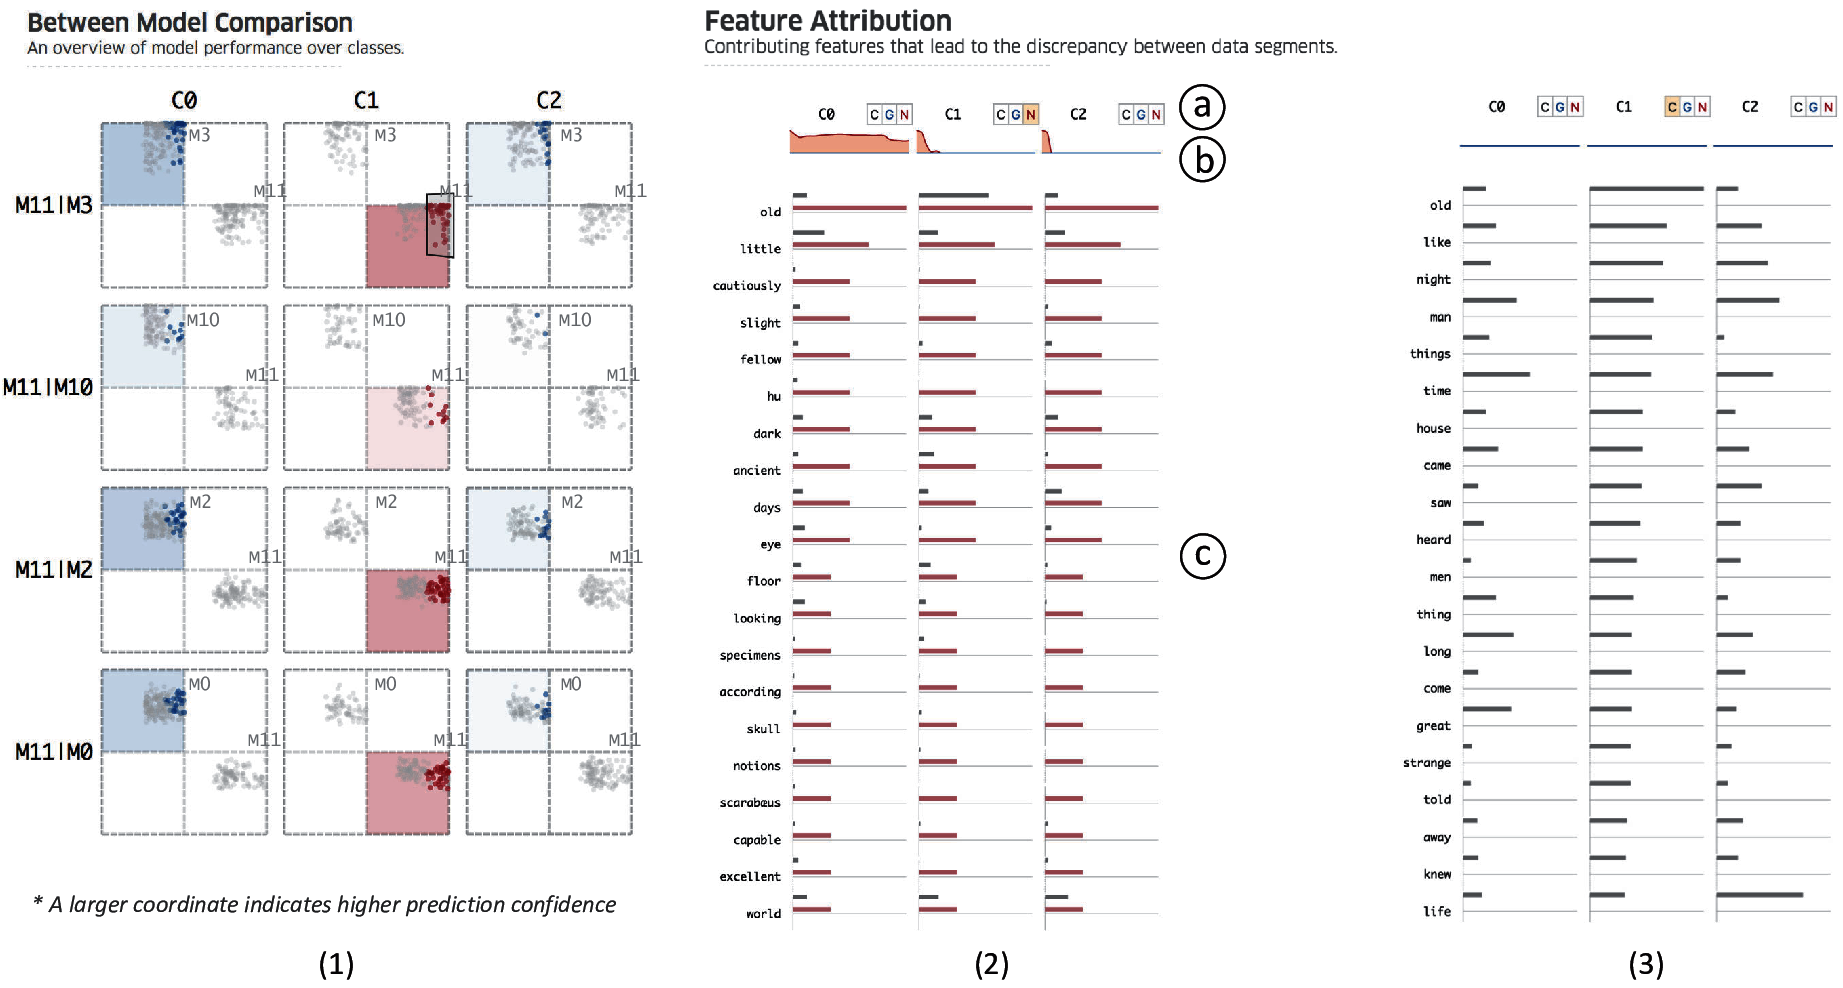 Between Model Comparison
An overview of model performance over classes.
C0 C1 C2
M3 M3 M3
M11|M3
M11 M11 M11
M10 M10 M10
M11|M10
M11 M11 M11
M2 M2 M2
M11|M2
M11 M11 M11
M0 M0 M0
M11|M0
M11 M11 M11
* A larger coordinate indicates higher prediction confidence
(1)
Feature Attribution
Contributing features that lead to the discrepancy between data segments.
C0 C G N C1 C G N C2 C G N
a
b
old
little
cautiously
slight
fellow
hu
dark
ancient
days
eye
c
floor
looking
specimens
according
skull
notions
scarabæus
capable
excellent
world
(2)
C0 C G N C1 C G N C2 C G N
old
like
night
man
things
time
house
came
saw
heard
men
thing
long
come
great
strange
told
away
knew
life
(3)